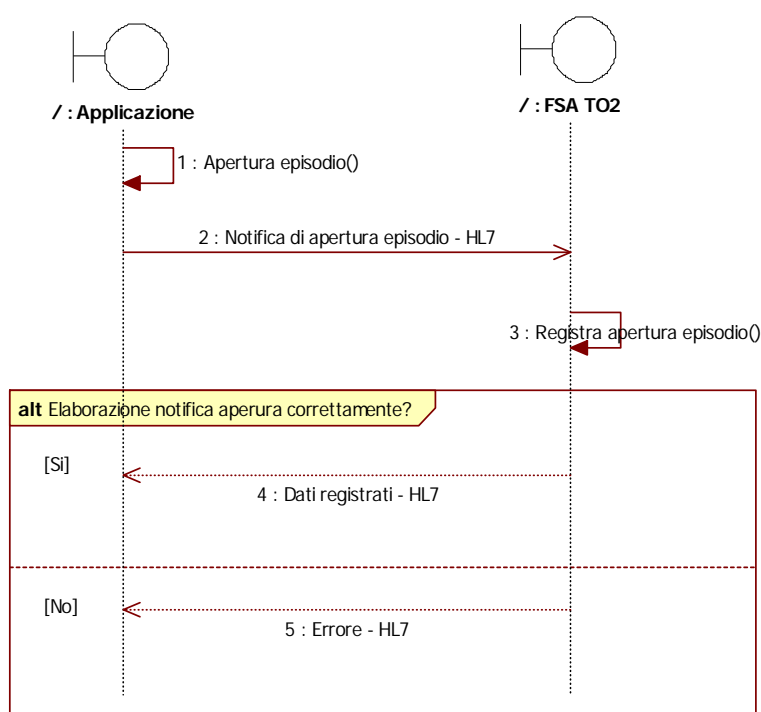 / : Applicazione
/ : FSA TO2
1 : Apertura episodio()
2 : Notifica di apertura episodio - HL7
3 : Registra apertura episodio()
alt Elaborazione notifica aperura correttamente?
[Si]
4 : Dati registrati - HL7
[No]
5 : Errore - HL7